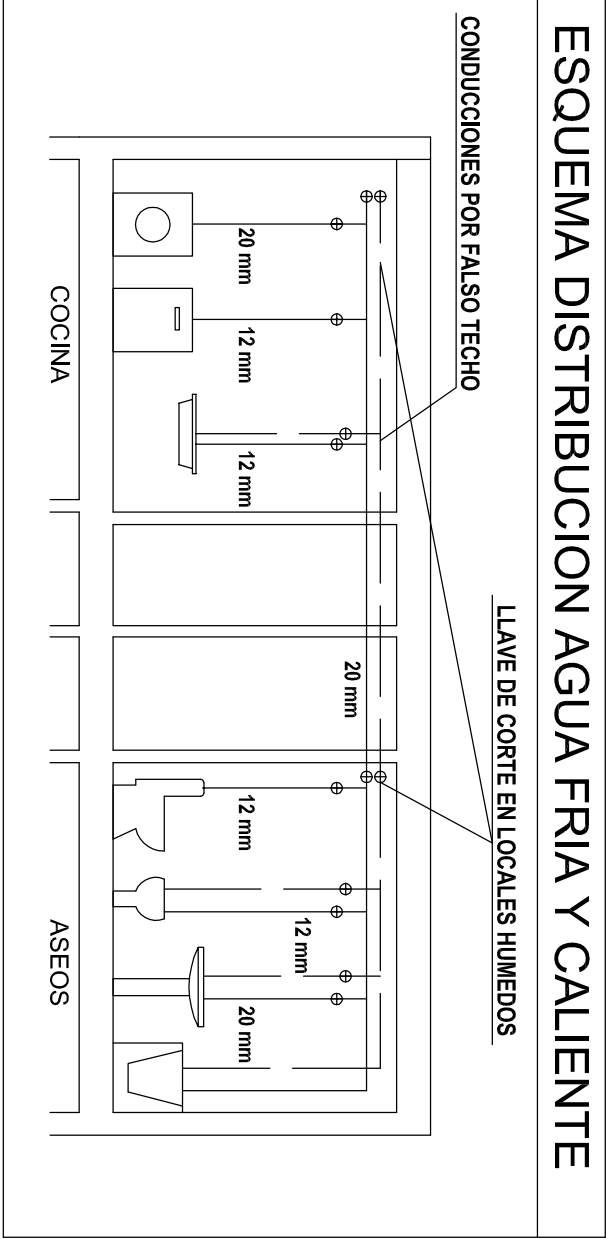 ESQUEMA DISTRIBUCION AGUA FRIA Y CALIENTE
CONDUCCIONES POR FALSO TECHO
LLAVE DE CORTE EN LOCALES HUMEDOS
20 mm
20 mm
12 mm
12 mm
12 mm
12 mm
20 mm
COCINA
ASEOS